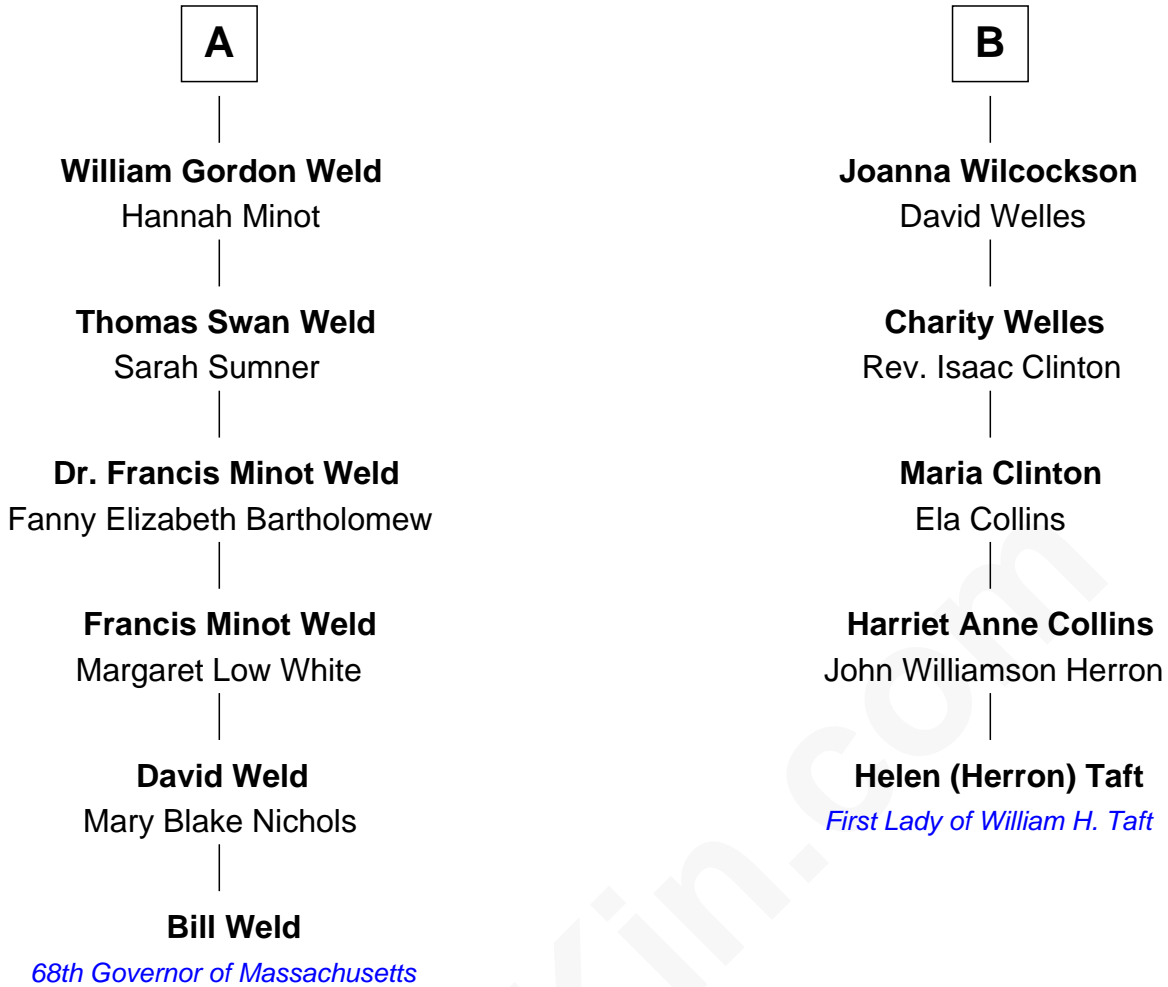 A
William Gordon Weld
Hannah Minot
Thomas Swan Weld
Sarah Sumner
Dr. Francis Minot Weld
Fanny Elizabeth Bartholomew
Francis Minot Weld
Margaret Low White
David Weld
Mary Blake Nichols
Bill Weld
68th Governor of Massachusetts
B
Joanna Wilcockson
David Welles
Charity Welles
Rev. Isaac Clinton
Maria Clinton
Ela Collins
Harriet Anne Collins
John Williamson Herron
Helen (Herron) Taft
First Lady of William H. Taft